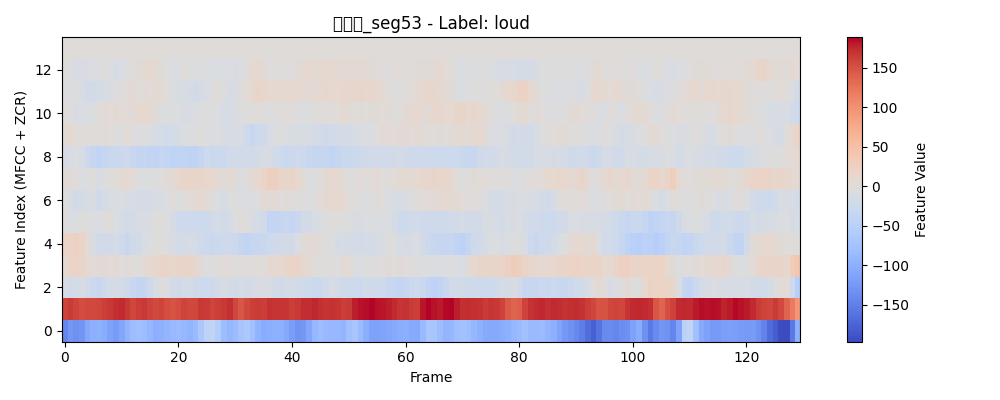 _seg53 - Label: loud
Feature Index (MFCC + ZCR)
12
10
8
6
4
2
0
0 20 40 60 80 100 120
Frame
150
100
50
0
−50
−100
−150
Feature Value